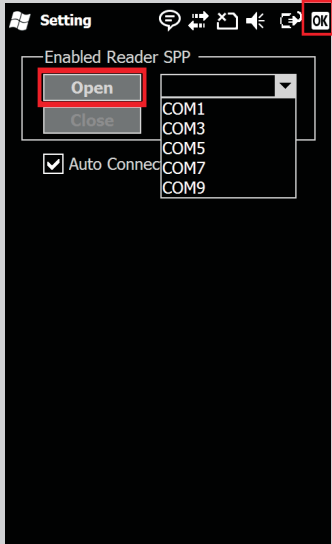 Setting OK
Enabled Reader SPP
Open
Close
COM1
COM3
COM5
COM7
COM9
Auto Connec